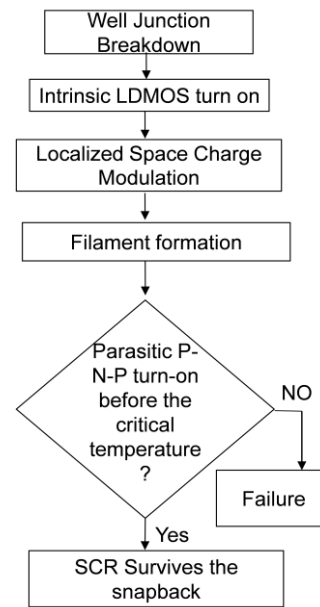 Well Junction
Breakdown
Intrinsic LDMOS turn on
Localized Space Charge
Modulation
Filament formation
Parasitic P-
N-P turn-on
before the
critical
temperature
?
NO
Failure
Yes
SCR Survives the
snapback